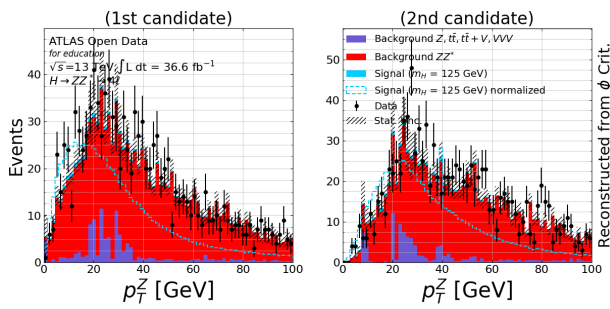 (1st candidate)
ATLAS Open Data
for education
√s=13 TeV, ∫L dt = 36.6 fb⁻¹
H → ZZ* → 4ℓ
Events
40
30
20
10
0
0 20 40 60 80 100
p_T^Z [GeV]
(2nd candidate)
Background Z, tt̄, tt̄ + V, VVV
Background ZZ*
Signal (m_H = 125 GeV)
Signal (m_H = 125 GeV) normalized
Data
Stat. Unc.
50
40
30
20
10
0
0 20 40 60 80 100
p_T^Z [GeV]
Reconstructed from ϕ Crit.